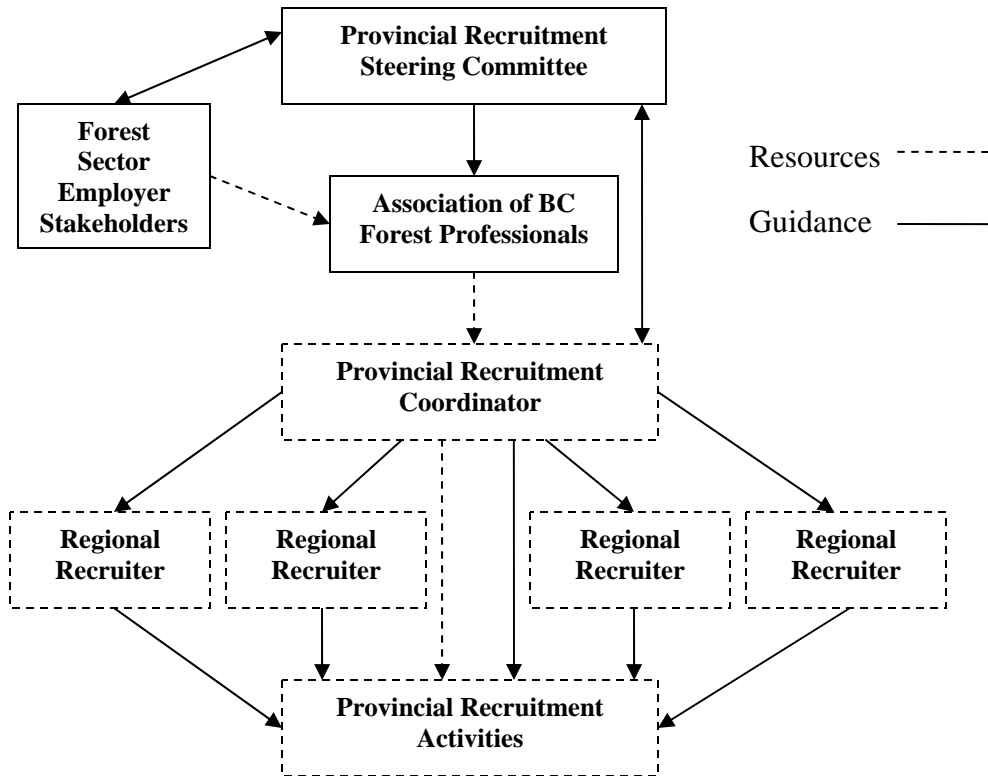 Provincial Recruitment
Steering Committee
Forest
Sector
Employer
Stakeholders
Resources
Guidance
Association of BC
Forest Professionals
Provincial Recruitment
Coordinator
Regional
Recruiter
Regional
Recruiter
Regional
Recruiter
Regional
Recruiter
Provincial Recruitment
Activities